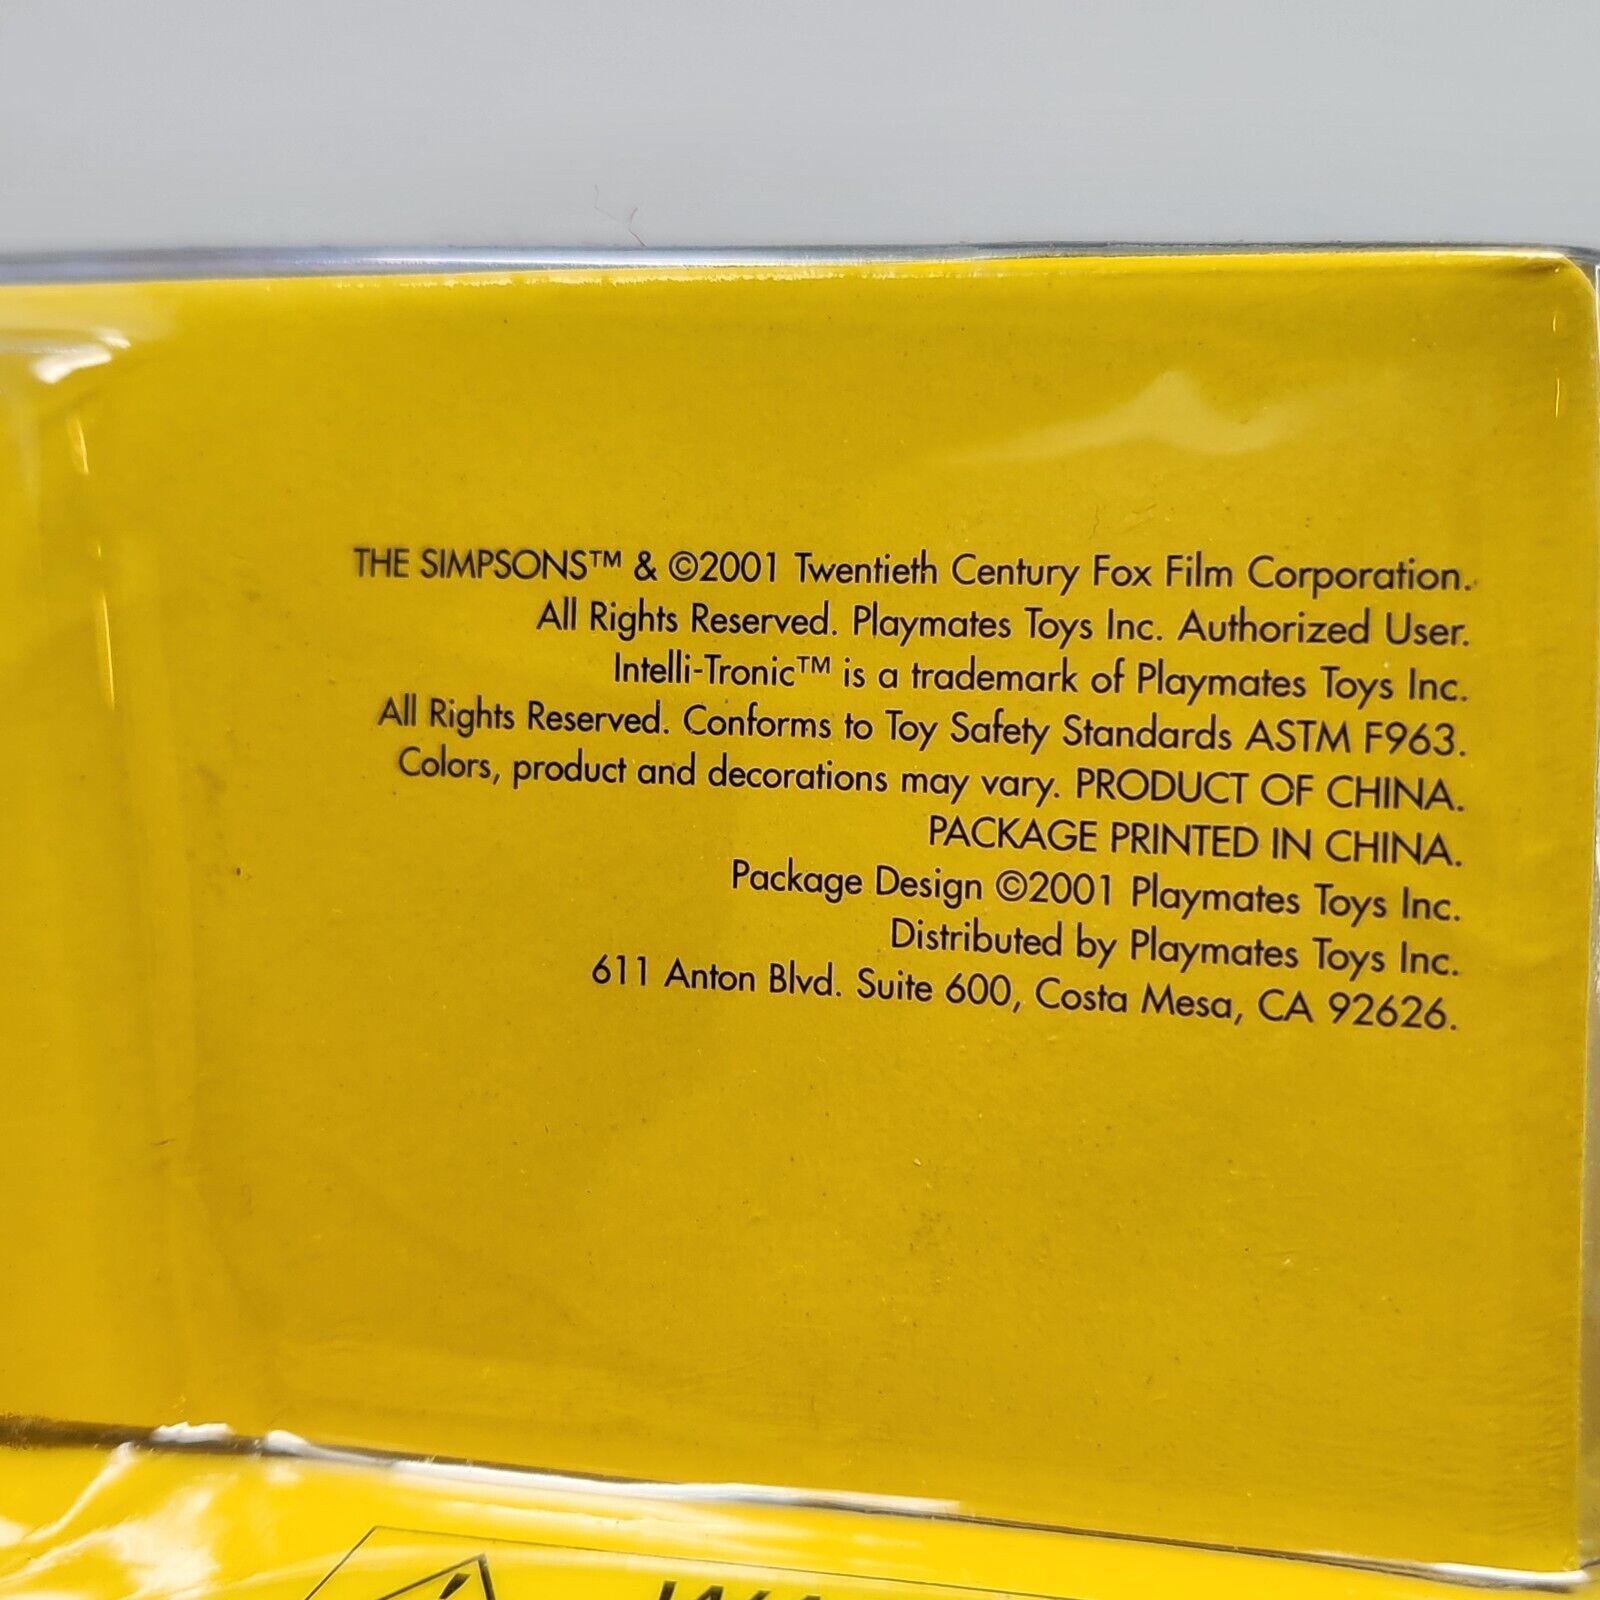 THE SIMPSONS™ & ©2001 Twentieth Century Fox Film Corporation.
All Rights Reserved. Playmates Toys Inc. Authorized User.
Intelli-Tronic™ is a trademark of Playmates Toys Inc.
All Rights Reserved. Conforms to Toy Safety Standards ASTM F963.
Colors, product and decorations may vary. PRODUCT OF CHINA.
PACKAGE PRINTED IN CHINA.
Package Design ©2001 Playmates Toys Inc.
Distributed by Playmates Toys Inc.
611 Anton Blvd. Suite 600, Costa Mesa, CA 92626.